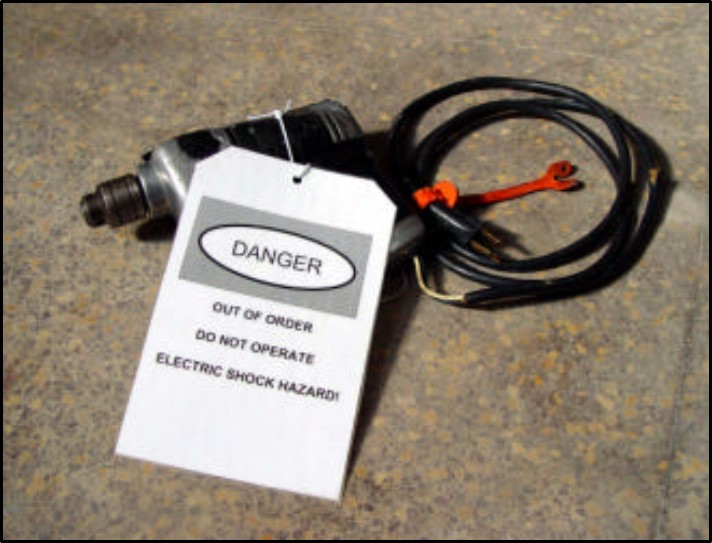 DANGER
OUT OF ORDER
DO NOT OPERATE
ELECTRIC SHOCK HAZARD!